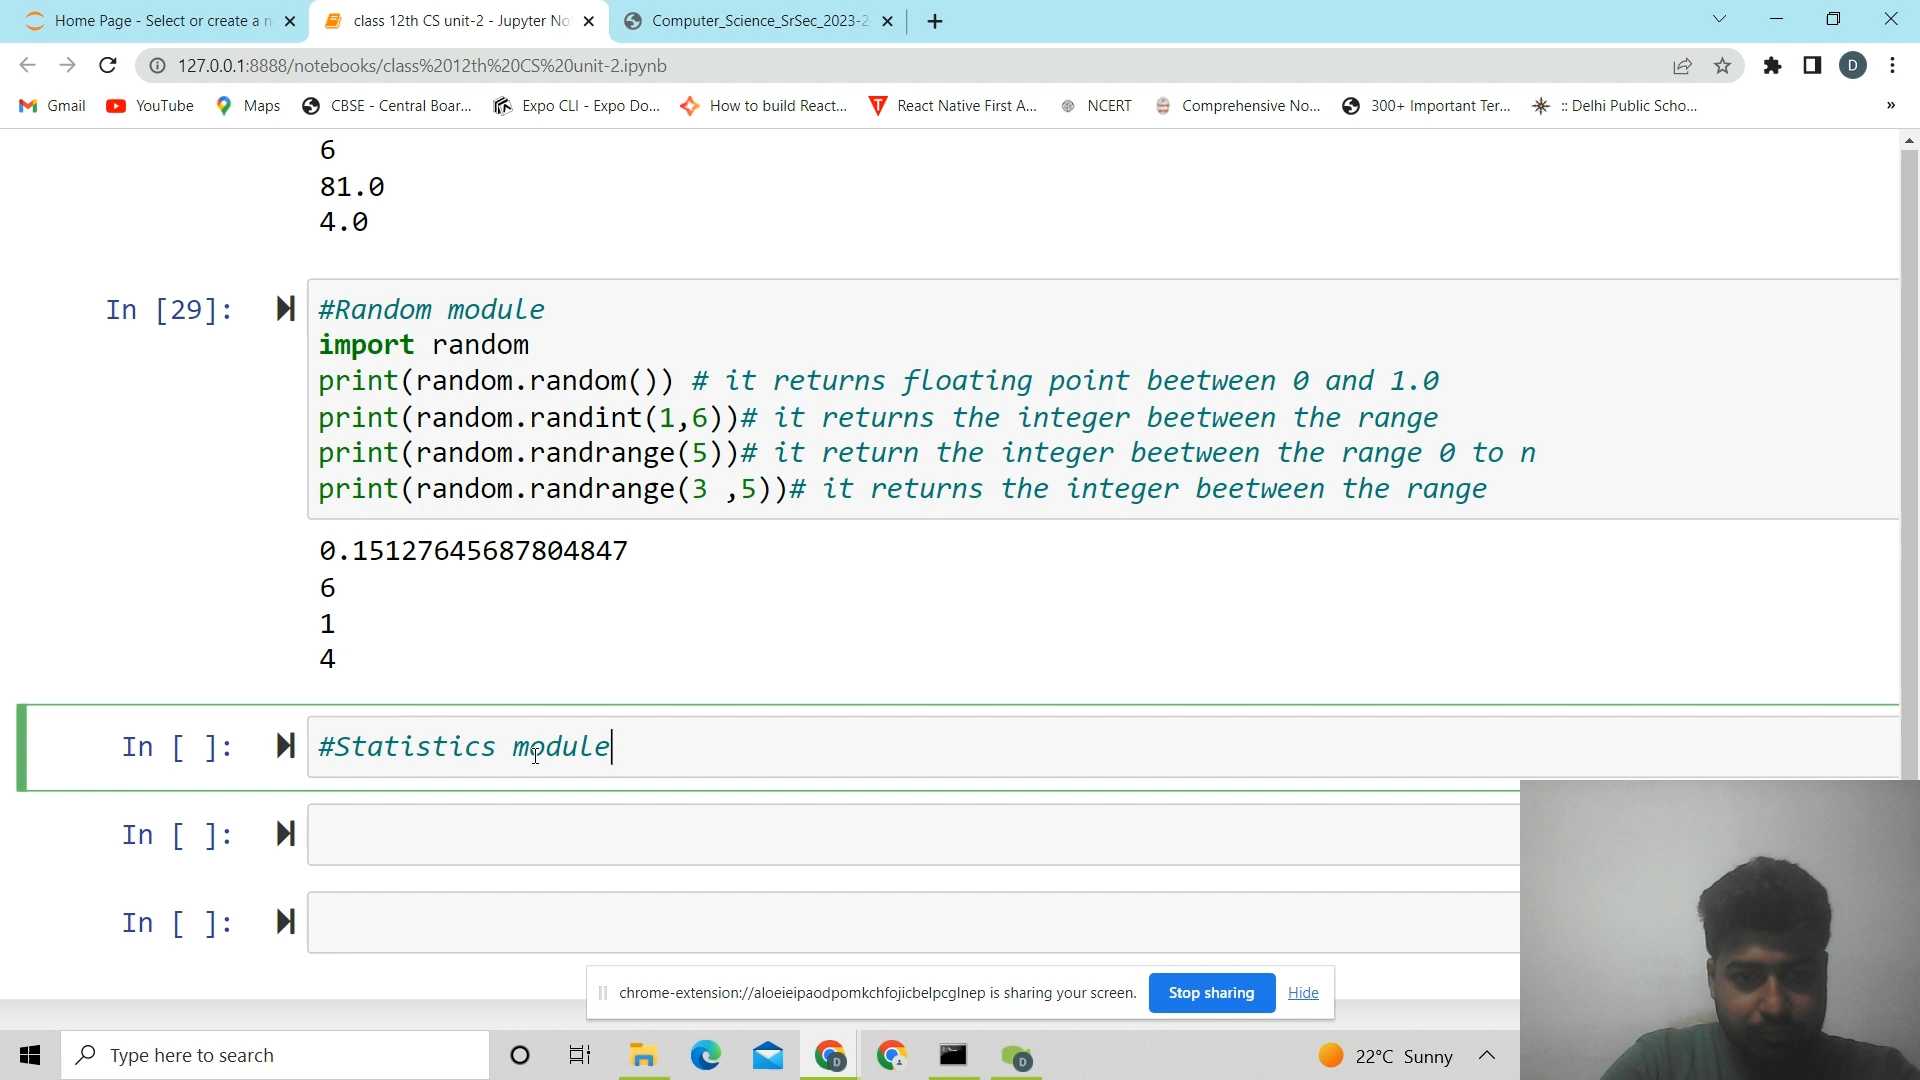 Home Page - Select or create a n
class 12th CS unit-2 - Jupyter No
Computer_Science_SrSec_2023-2
127.0.0.1:8888/notebooks/class%2012th%20CS%20unit-2.ipynb
D
Gmail
YouTube
Maps
CBSE - Central Boar...
Expo CLI - Expo Do...
How to build React...
React Native First A...
NCERT
Comprehensive No...
300+ Important Ter...
:: Delhi Public Scho...
»
6
81.0
4.0
In [29]:
#Random module
import random
print(random.random()) # it returns floating point beetween 0 and 1.0
print(random.randint(1,6))# it returns the integer beetween the range
print(random.randrange(5))# it return the integer beetween the range 0 to n
print(random.randrange(3 ,5))# it returns the integer beetween the range
0.15127645687804847
6
1
4
In [ ]:
#Statistics module
In [ ]:
In [ ]:
chrome-extension://aloeieipaodpomkchfojicbelpcglnep is sharing your screen.
Stop sharing
Hide
Type here to search
D
D
22°C Sunny